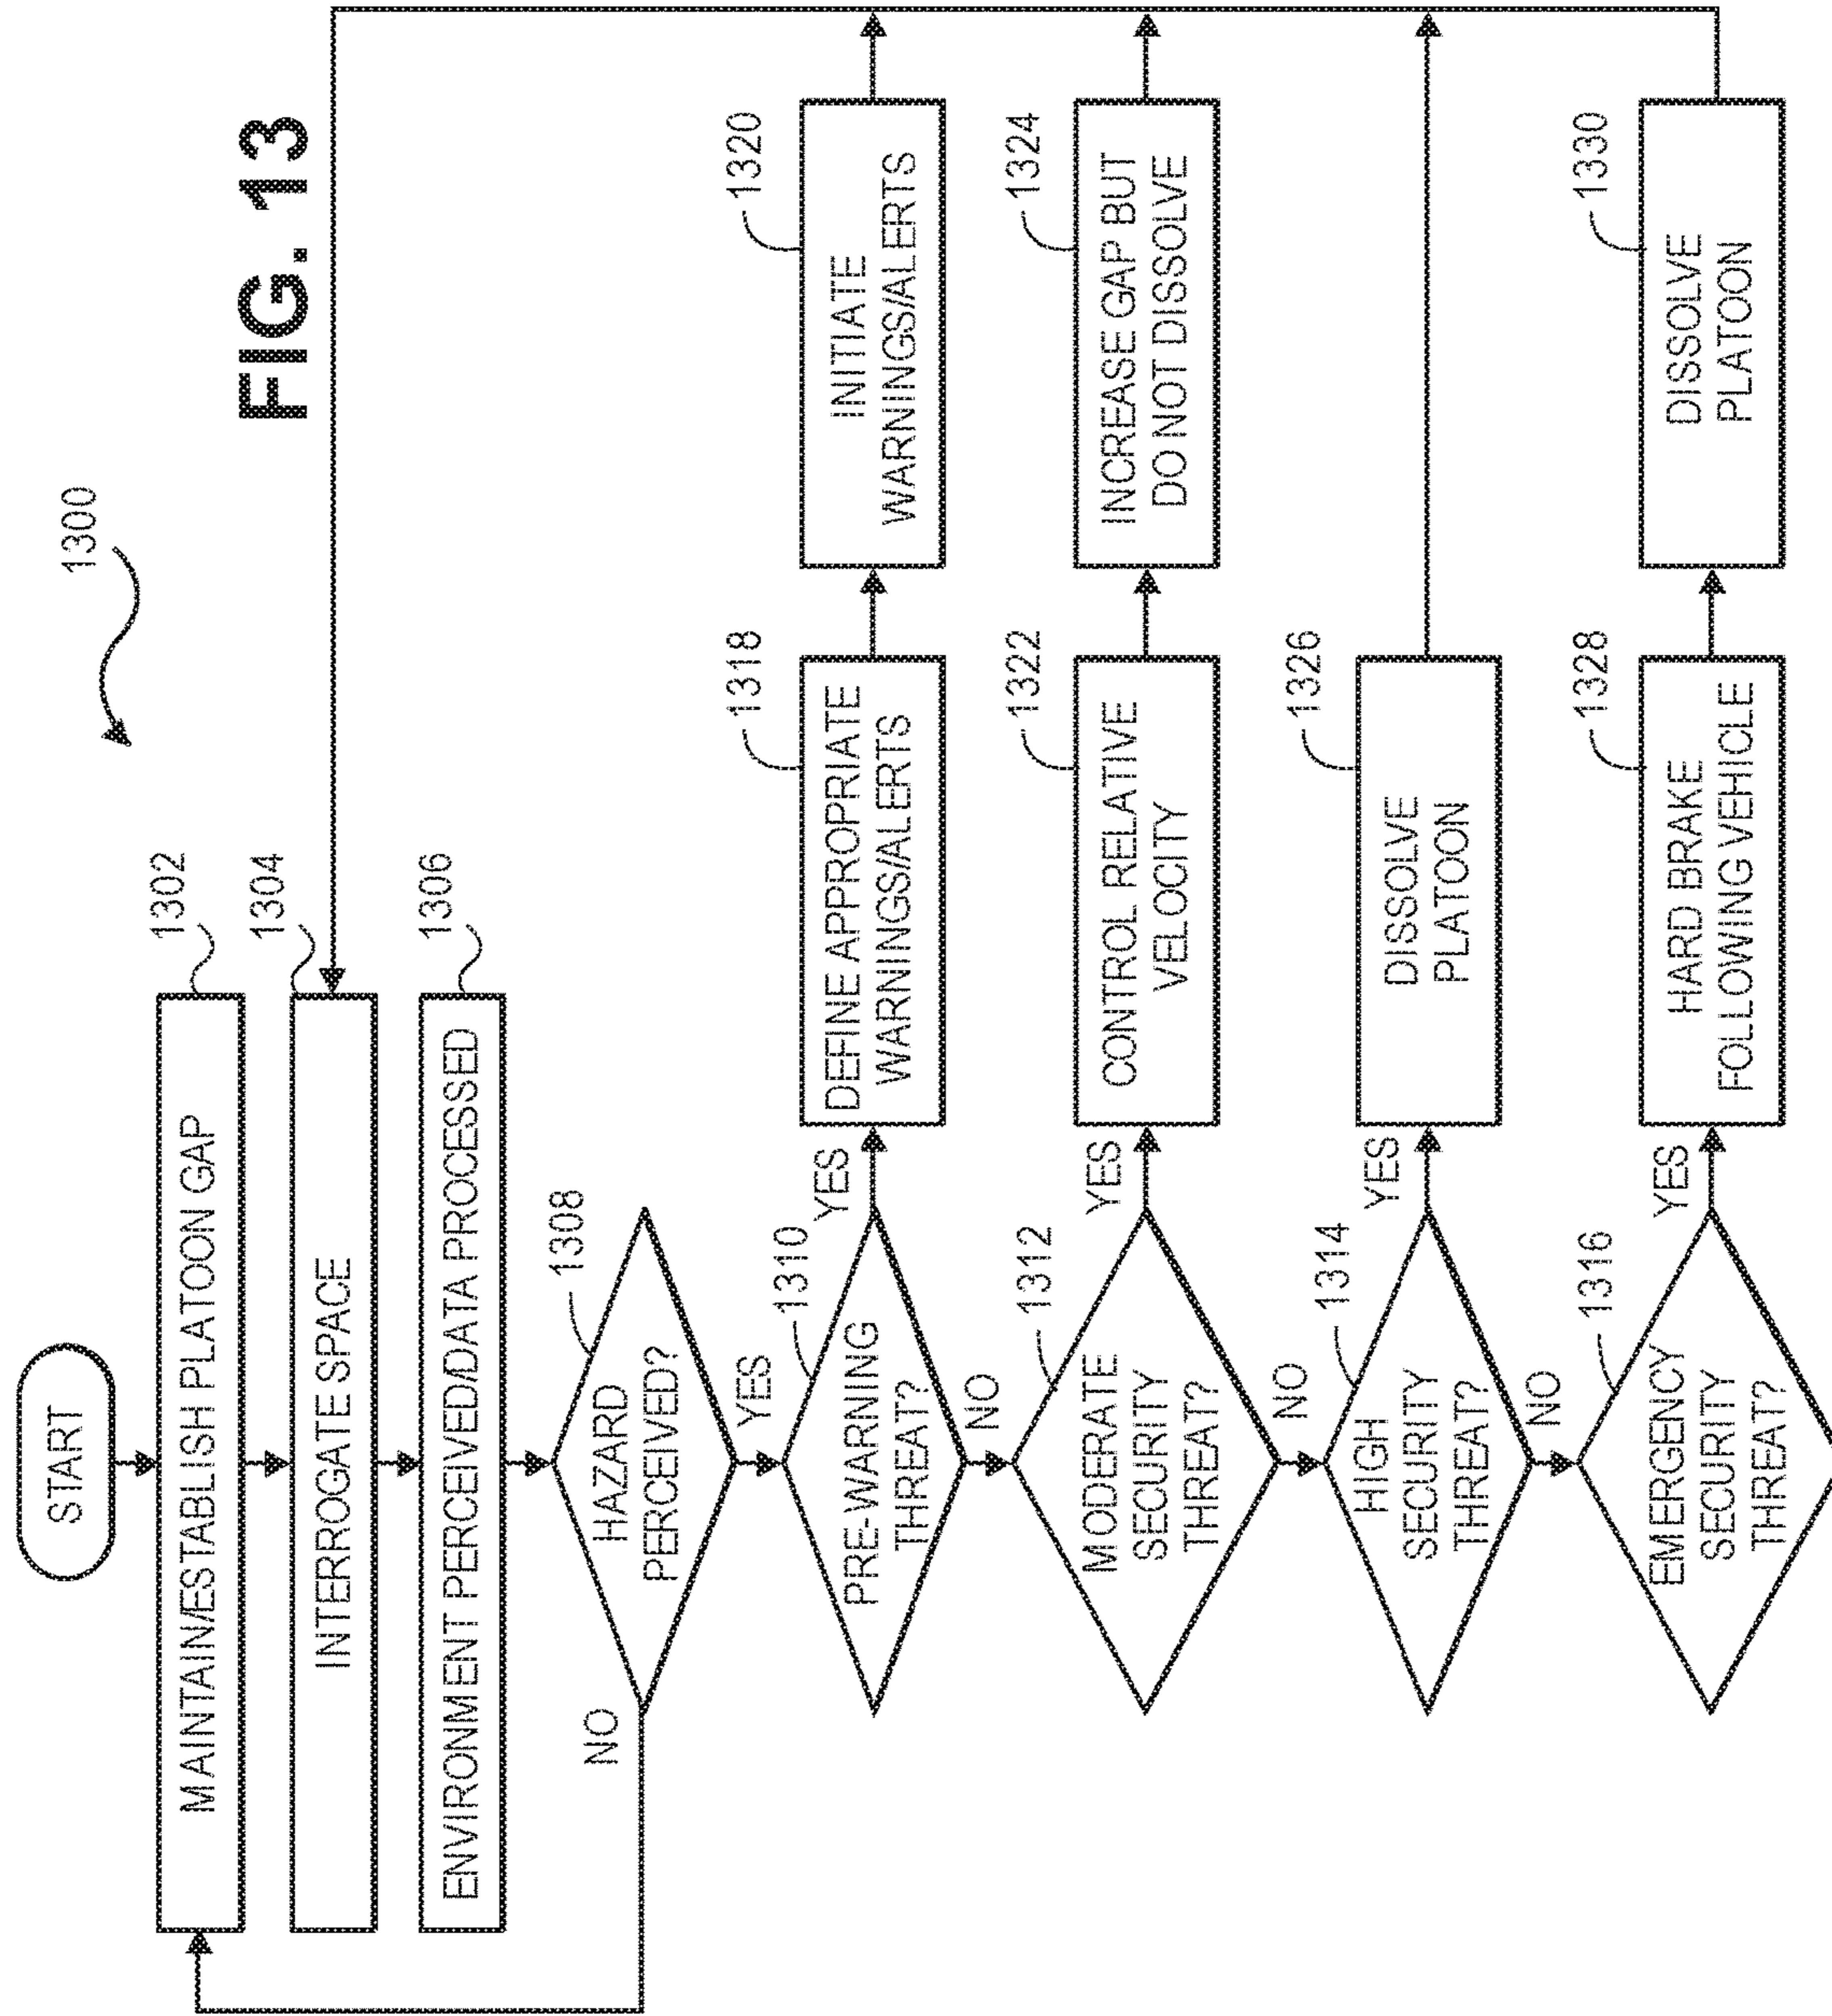 FIG. 13
1300
START
MAINTAIN/ESTABLISH PLATOON GAP
1302
INTERROGATE SPACE
1304
ENVIRONMENT PERCEIVED/DATA PROCESSED
1306
HAZARD
PERCEIVED?
1308
NO
YES
PRE-WARNING
THREAT?
1310
YES
NO
DEFINE APPROPRIATE
WARNINGS/ALERTS
1318
INITIATE
WARNINGS/ALERTS
1320
MODERATE
SECURITY
THREAT?
1312
YES
NO
CONTROL RELATIVE
VELOCITY
1322
INCREASE GAP BUT
DO NOT DISSOLVE
1324
HIGH
SECURITY
THREAT?
1314
YES
NO
DISSOLVE
PLATOON
1326
EMERGENCY
SECURITY
THREAT?
1316
YES
HARD BRAKE
FOLLOWING VEHICLE
1328
DISSOLVE
PLATOON
1330